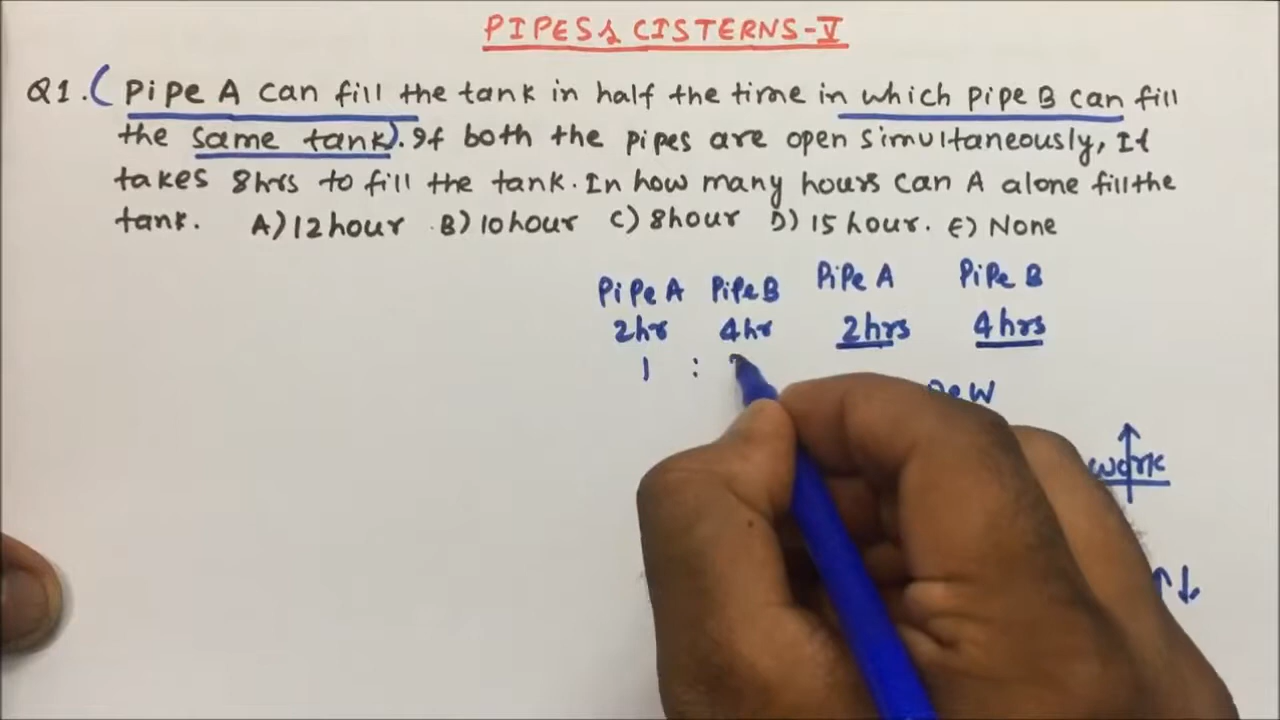 PIPES & CISTERNS-V
Q1. ( Pipe A can fill the tank in half the time in which pipe B can fill
the same tank). If both the pipes are open simultaneously, It
takes 8hrs to fill the tank. In how many hours can A alone fill the
tank. A) 12 hour B) 10 hour C) 8 hour D) 15 hour. E) None
Pipe A Pipe B Pipe A Pipe B
2hr 4hr 2hrs 4hrs
1 :
work ↑
↑↓